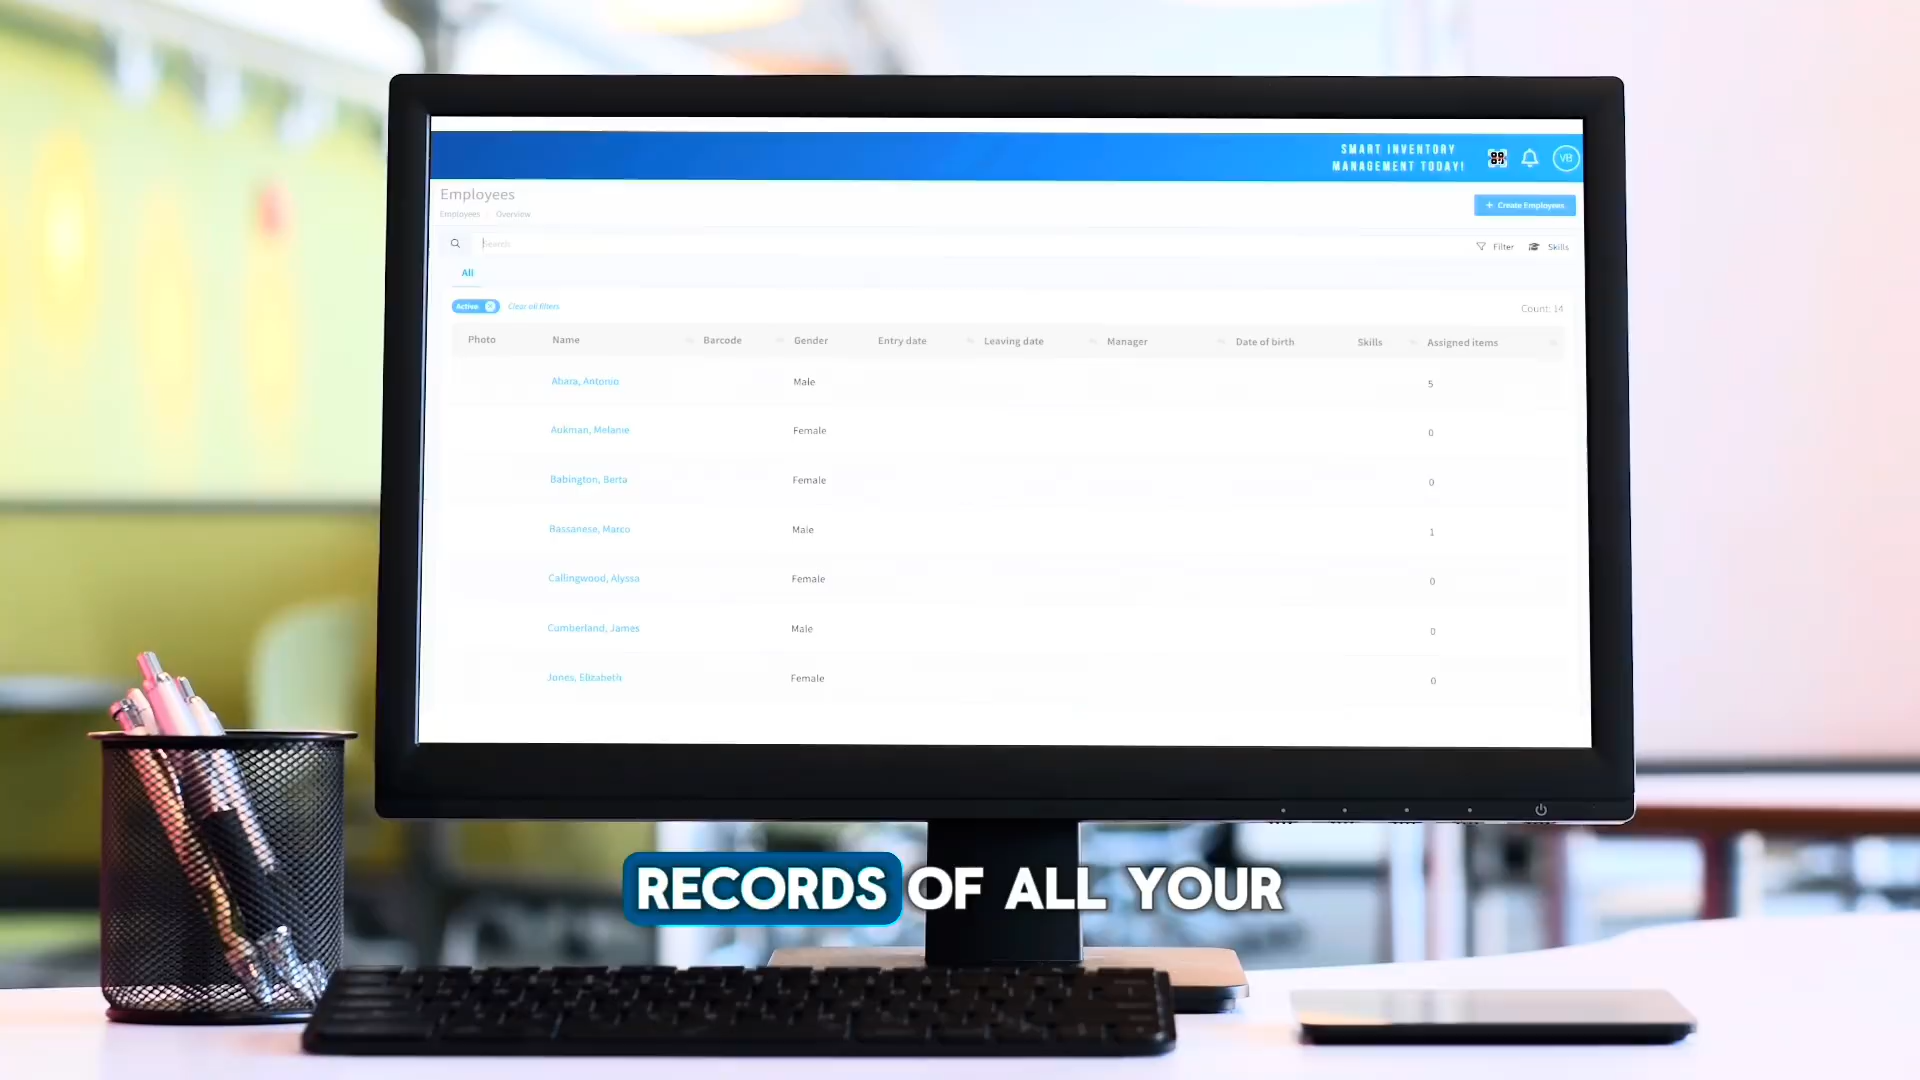 SMART INVENTORY
MANAGEMENT TODAY!
VB
Employees
Employees Overview
+ Create Employees
Search
Filter Skills
All
Active Clear all filters
Count: 14
Photo Name Barcode Gender Entry date Leaving date Manager Date of birth Skills Assigned items
Abara, Antonio Male 5
Aukman, Melanie Female 0
Babington, Berta Female 0
Bassanese, Marco Male 1
Callingwood, Alyssa Female 0
Cumberland, James Male 0
Jones, Elizabeth Female 0
RECORDS OF ALL YOUR